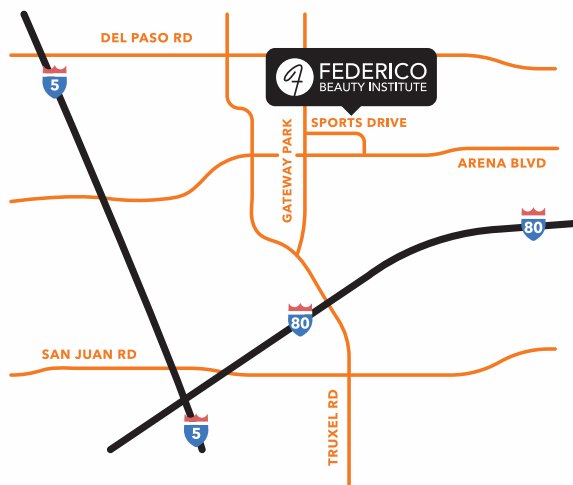 DEL PASO RD
5
FEDERICO
BEAUTY INSTITUTE
SPORTS DRIVE
GATEWAY PARK
ARENA BLVD
80
80
SAN JUAN RD
TRUXEL RD
5